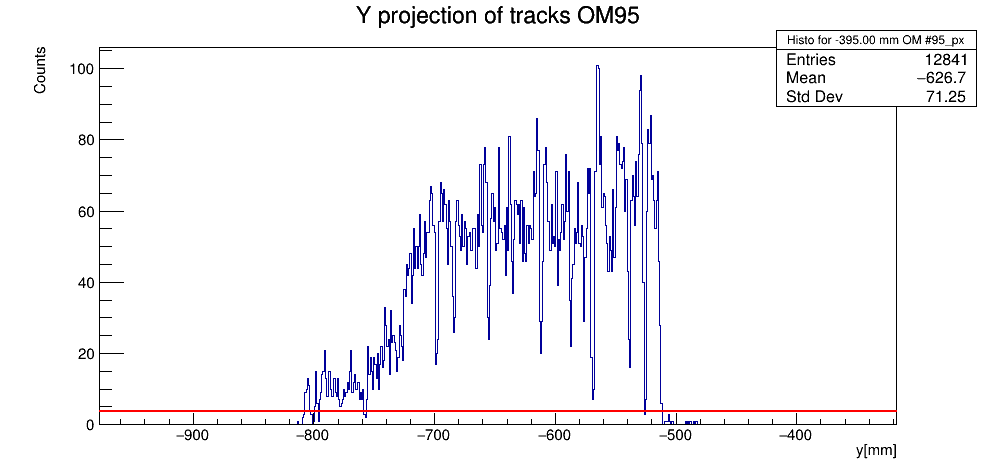 Y projection of tracks OM95
Histo for -395.00 mm OM #95_px
Entries 12841
Mean −626.7
Std Dev 71.25
Counts
100
80
60
40
20
0
−900 −800 −700 −600 −500 −400
y[mm]